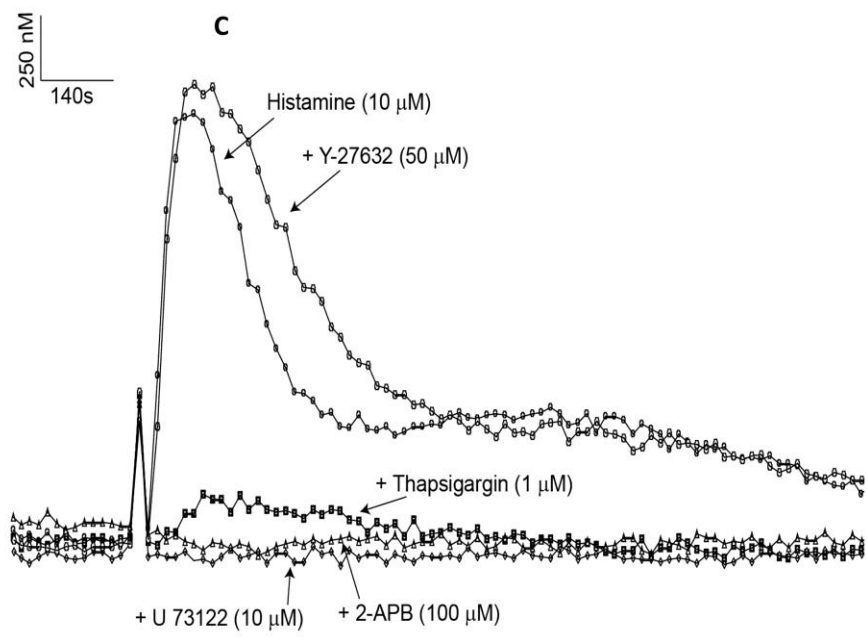 C
250 nM
140s
Histamine (10 μM)
+ Y-27632 (50 μM)
+ Thapsigargin (1 μM)
+ U 73122 (10 μM)
+ 2-APB (100 μM)